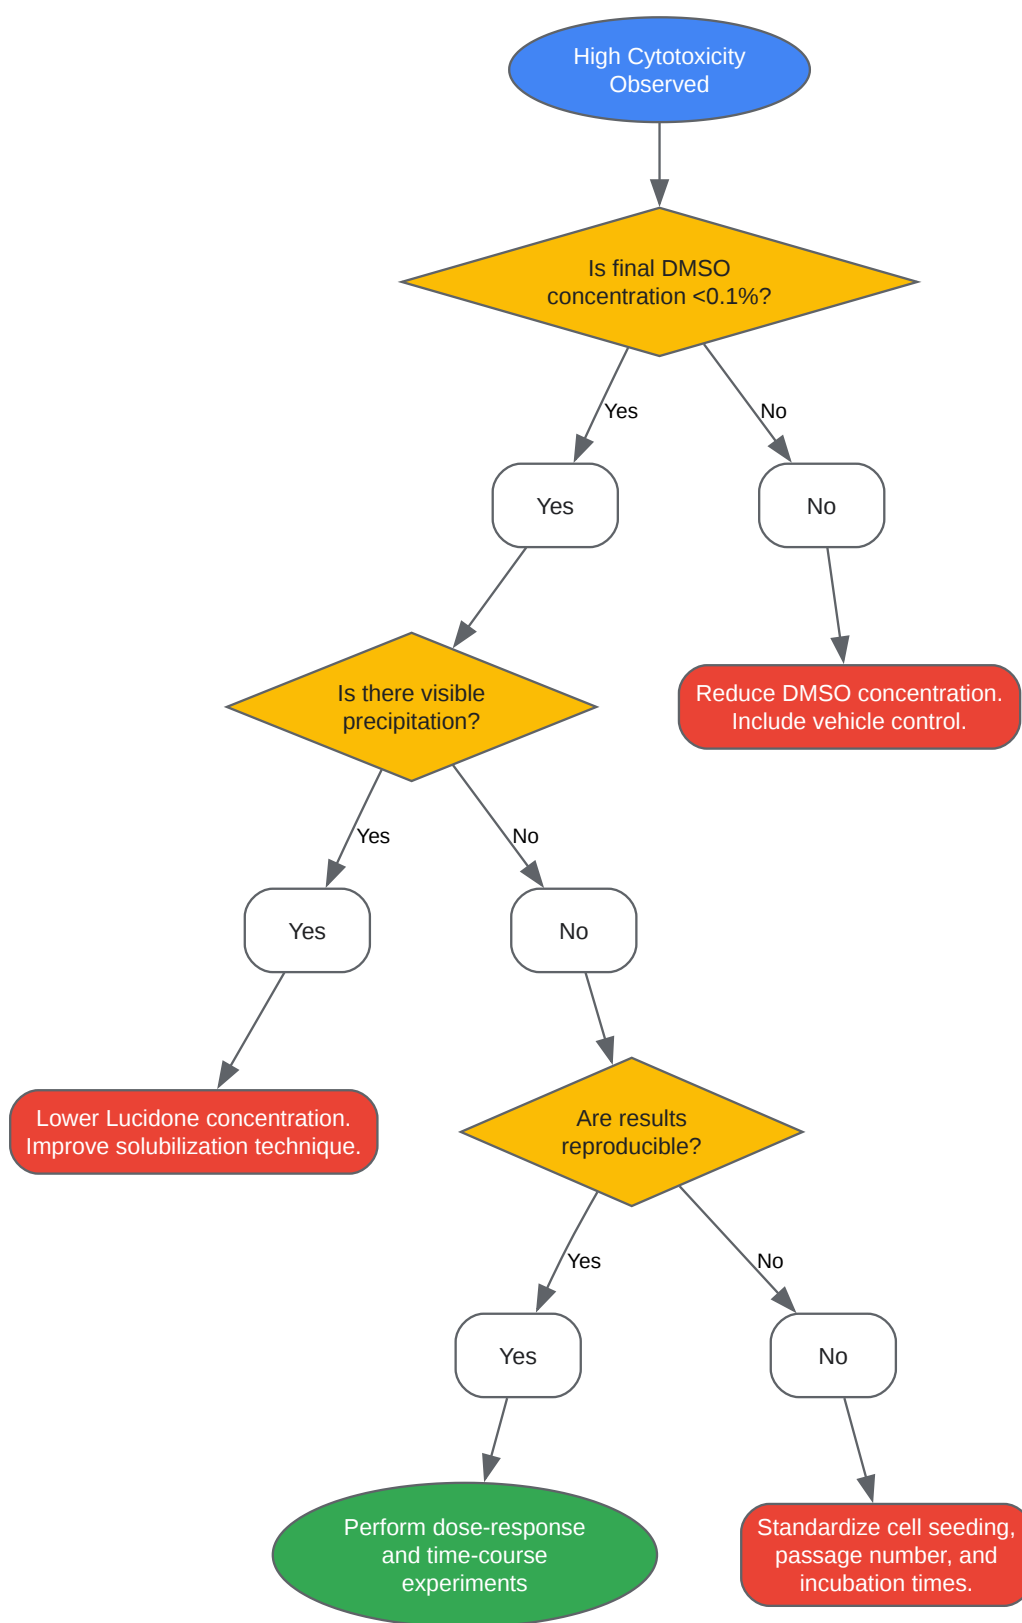 High Cytotoxicity
Observed
Is final DMSO
concentration <0.1%?
Yes
No
Yes
No
Is there visible
precipitation?
Reduce DMSO concentration.
Include vehicle control.
Yes
No
Yes
No
Lower Lucidone concentration.
Improve solubilization technique.
Are results
reproducible?
Yes
No
Yes
No
Perform dose-response
and time-course
experiments
Standardize cell seeding,
passage number, and
incubation times.